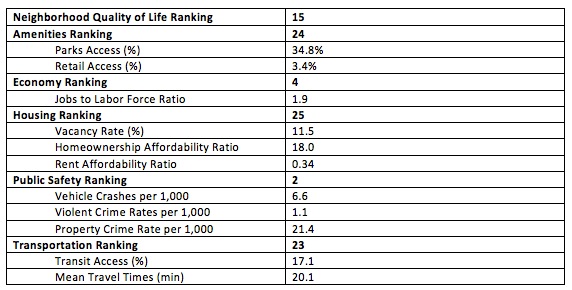 Neighborhood Quality of Life Ranking 15
Amenities Ranking 24
Parks Access (%) 34.8%
Retail Access (%) 3.4%
Economy Ranking 4
Jobs to Labor Force Ratio 1.9
Housing Ranking 25
Vacancy Rate (%) 11.5
Homeownership Affordability Ratio 18.0
Rent Affordability Ratio 0.34
Public Safety Ranking 2
Vehicle Crashes per 1,000 6.6
Violent Crime Rates per 1,000 1.1
Property Crime Rate per 1,000 21.4
Transportation Ranking 23
Transit Access (%) 17.1
Mean Travel Times (min) 20.1